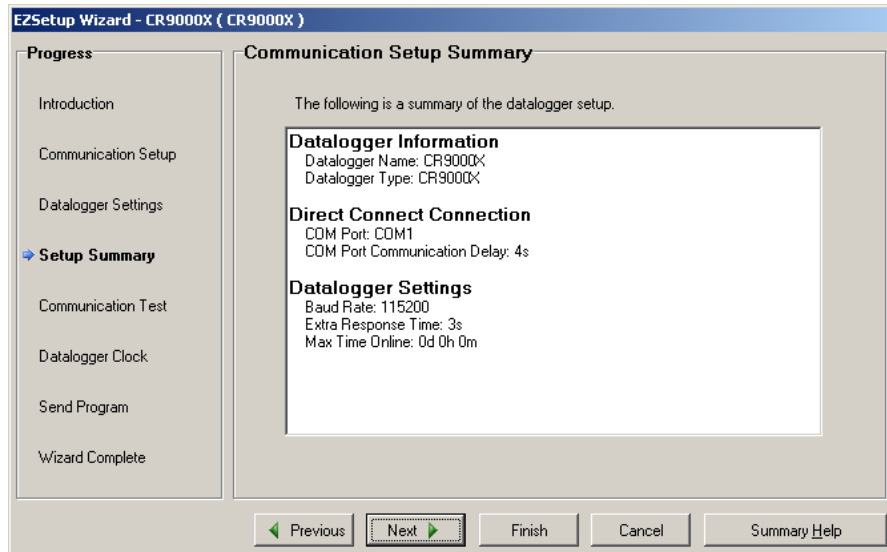 EZSetup Wizard - CR9000X ( CR9000X )
Progress
Introduction
Communication Setup
Datalogger Settings
Setup Summary
Communication Test
Datalogger Clock
Send Program
Wizard Complete
Communication Setup Summary
The following is a summary of the datalogger setup.
Datalogger Information
Datalogger Name: CR9000X
Datalogger Type: CR9000X
Direct Connect Connection
COM Port: COM1
COM Port Communication Delay: 4s
Datalogger Settings
Baud Rate: 115200
Extra Response Time: 3s
Max Time Online: 0d 0h 0m
Previous
Next
Finish
Cancel
Summary Help